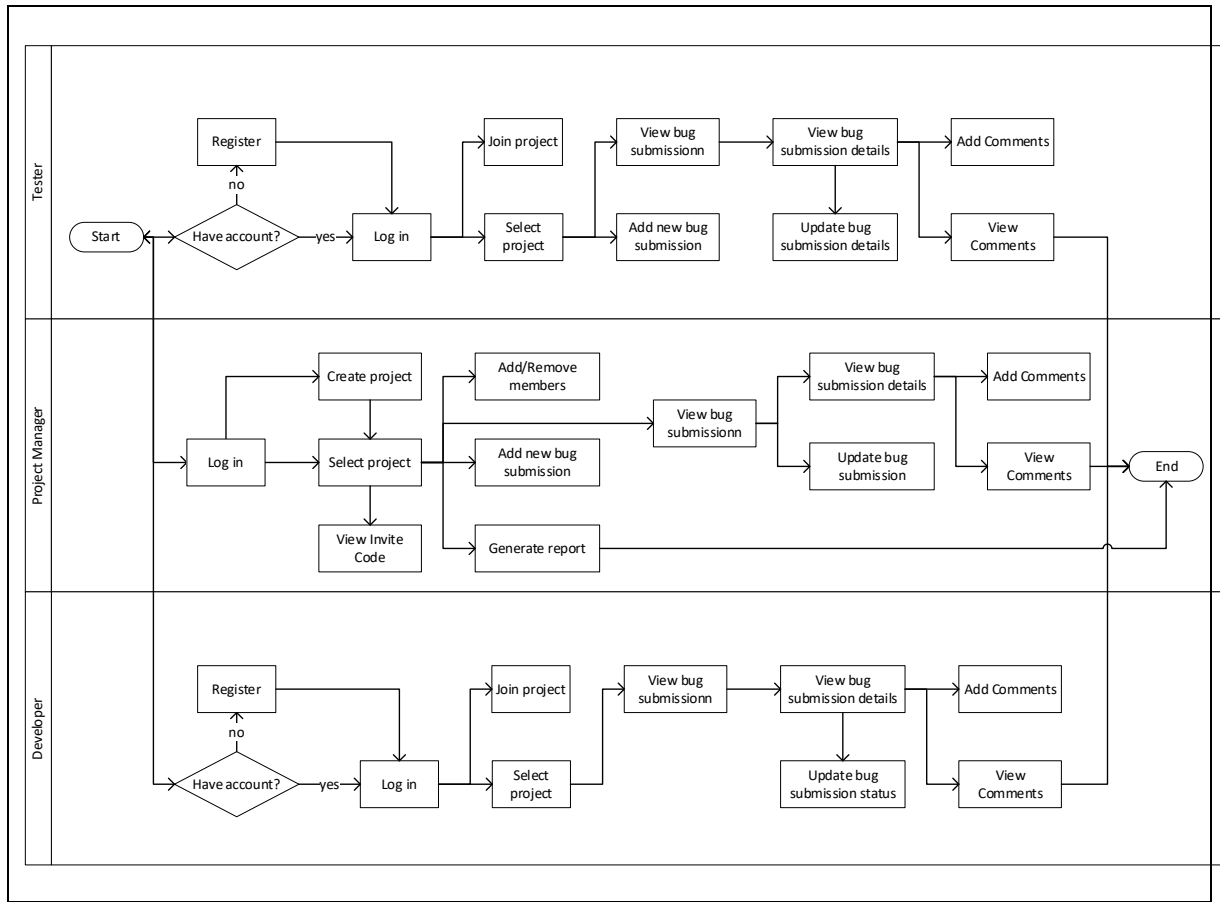 Tester
Register
no
Start
Have account?
yes
Log in
Join project
Select
project
View bug
submissionn
Add new bug
submission
View bug
submission details
Update bug
submission details
Add Comments
View
Comments
Project Manager
Log in
Create project
Select project
View Invite
Code
Add/Remove
members
Add new bug
submission
Generate report
View bug
submissionn
View bug
submission details
Update bug
submission
Add Comments
View
Comments
End
Developer
Register
no
Have account?
yes
Log in
Join project
Select
project
View bug
submissionn
View bug
submission details
Update bug
submission status
Add Comments
View
Comments